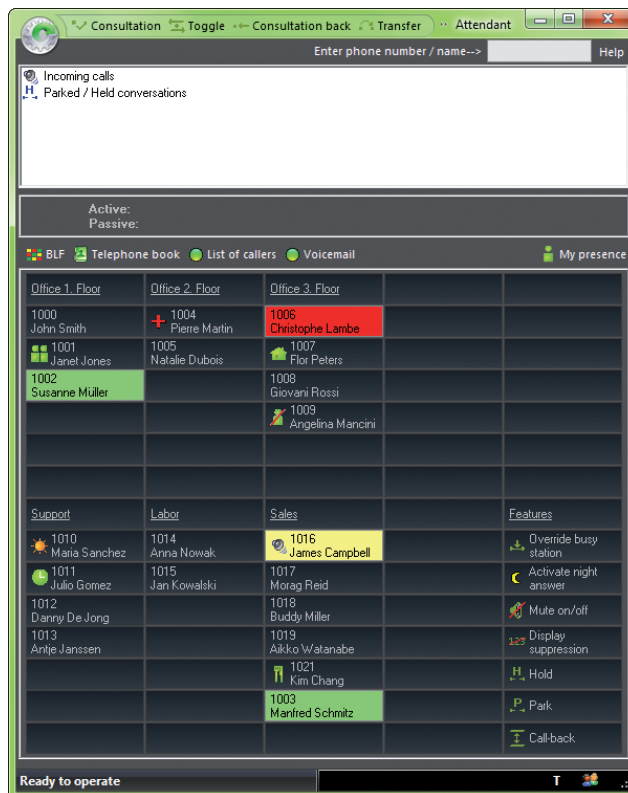 Consultation Toggle Consultation back Transfer Attendant
Enter phone number / name--> Help
Incoming calls
H Parked / Held conversations
Active:
Passive:
BLF Telephone book List of callers Voicemail My presence
Office 1. Floor Office 2. Floor Office 3. Floor
1000 1004 1006
John Smith Pierre Martin Christophe Lambe
1001 1005 1007
Janet Jones Natalie Dubois Flor Peters
1002 1008
Susanne Müller Giovani Rossi
1009
Angelina Mancini
Support Labor Sales Features
1010 1014 1016 Override busy
Maria Sanchez Anna Nowak James Campbell station
1011 1015 1017 Activate night
Julio Gomez Jan Kowalski Morag Reid answer
1012 1018 Mute on/off
Danny De Jong Buddy Miller
1013 1019 123 Display
Antje Janssen Aikko Watanabe suppression
1021 H Hold
Kim Chang
1003 P Park
Manfred Schmitz
Call-back
Ready to operate T